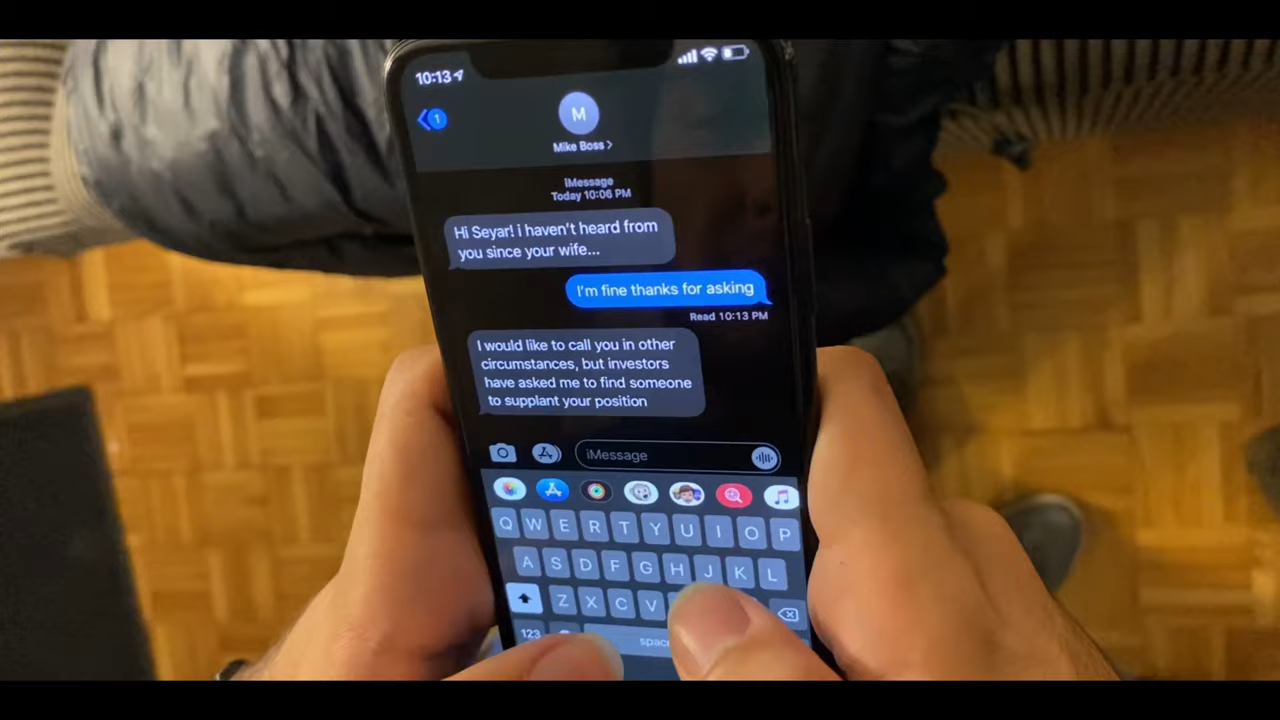 10:13
1
M
Mike Boss >
iMessage
Today 10:06 PM
Hi Seyar! i haven't heard from
you since your wife...
I'm fine thanks for asking
Read 10:13 PM
I would like to call you in other
circumstances, but investors
have asked me to find someone
to supplant your position
iMessage
Q W E R T Y U I O P
A S D F G H J K L
Z X C V
123
space